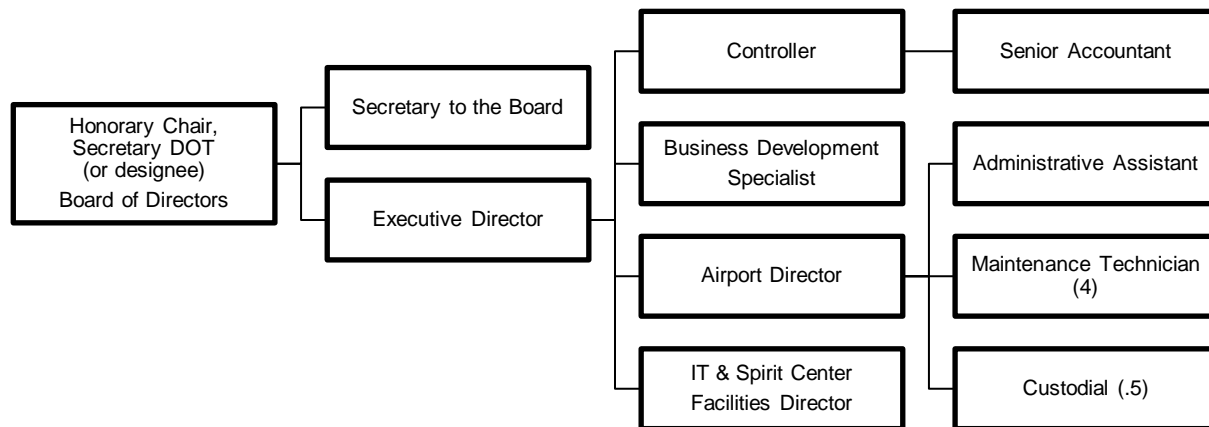 Honorary Chair,
Secretary DOT
(or designee)
Board of Directors
Secretary to the Board
Executive Director
Controller
Business Development
Specialist
Airport Director
IT & Spirit Center
Facilities Director
Senior Accountant
Administrative Assistant
Maintenance Technician
(4)
Custodial (.5)